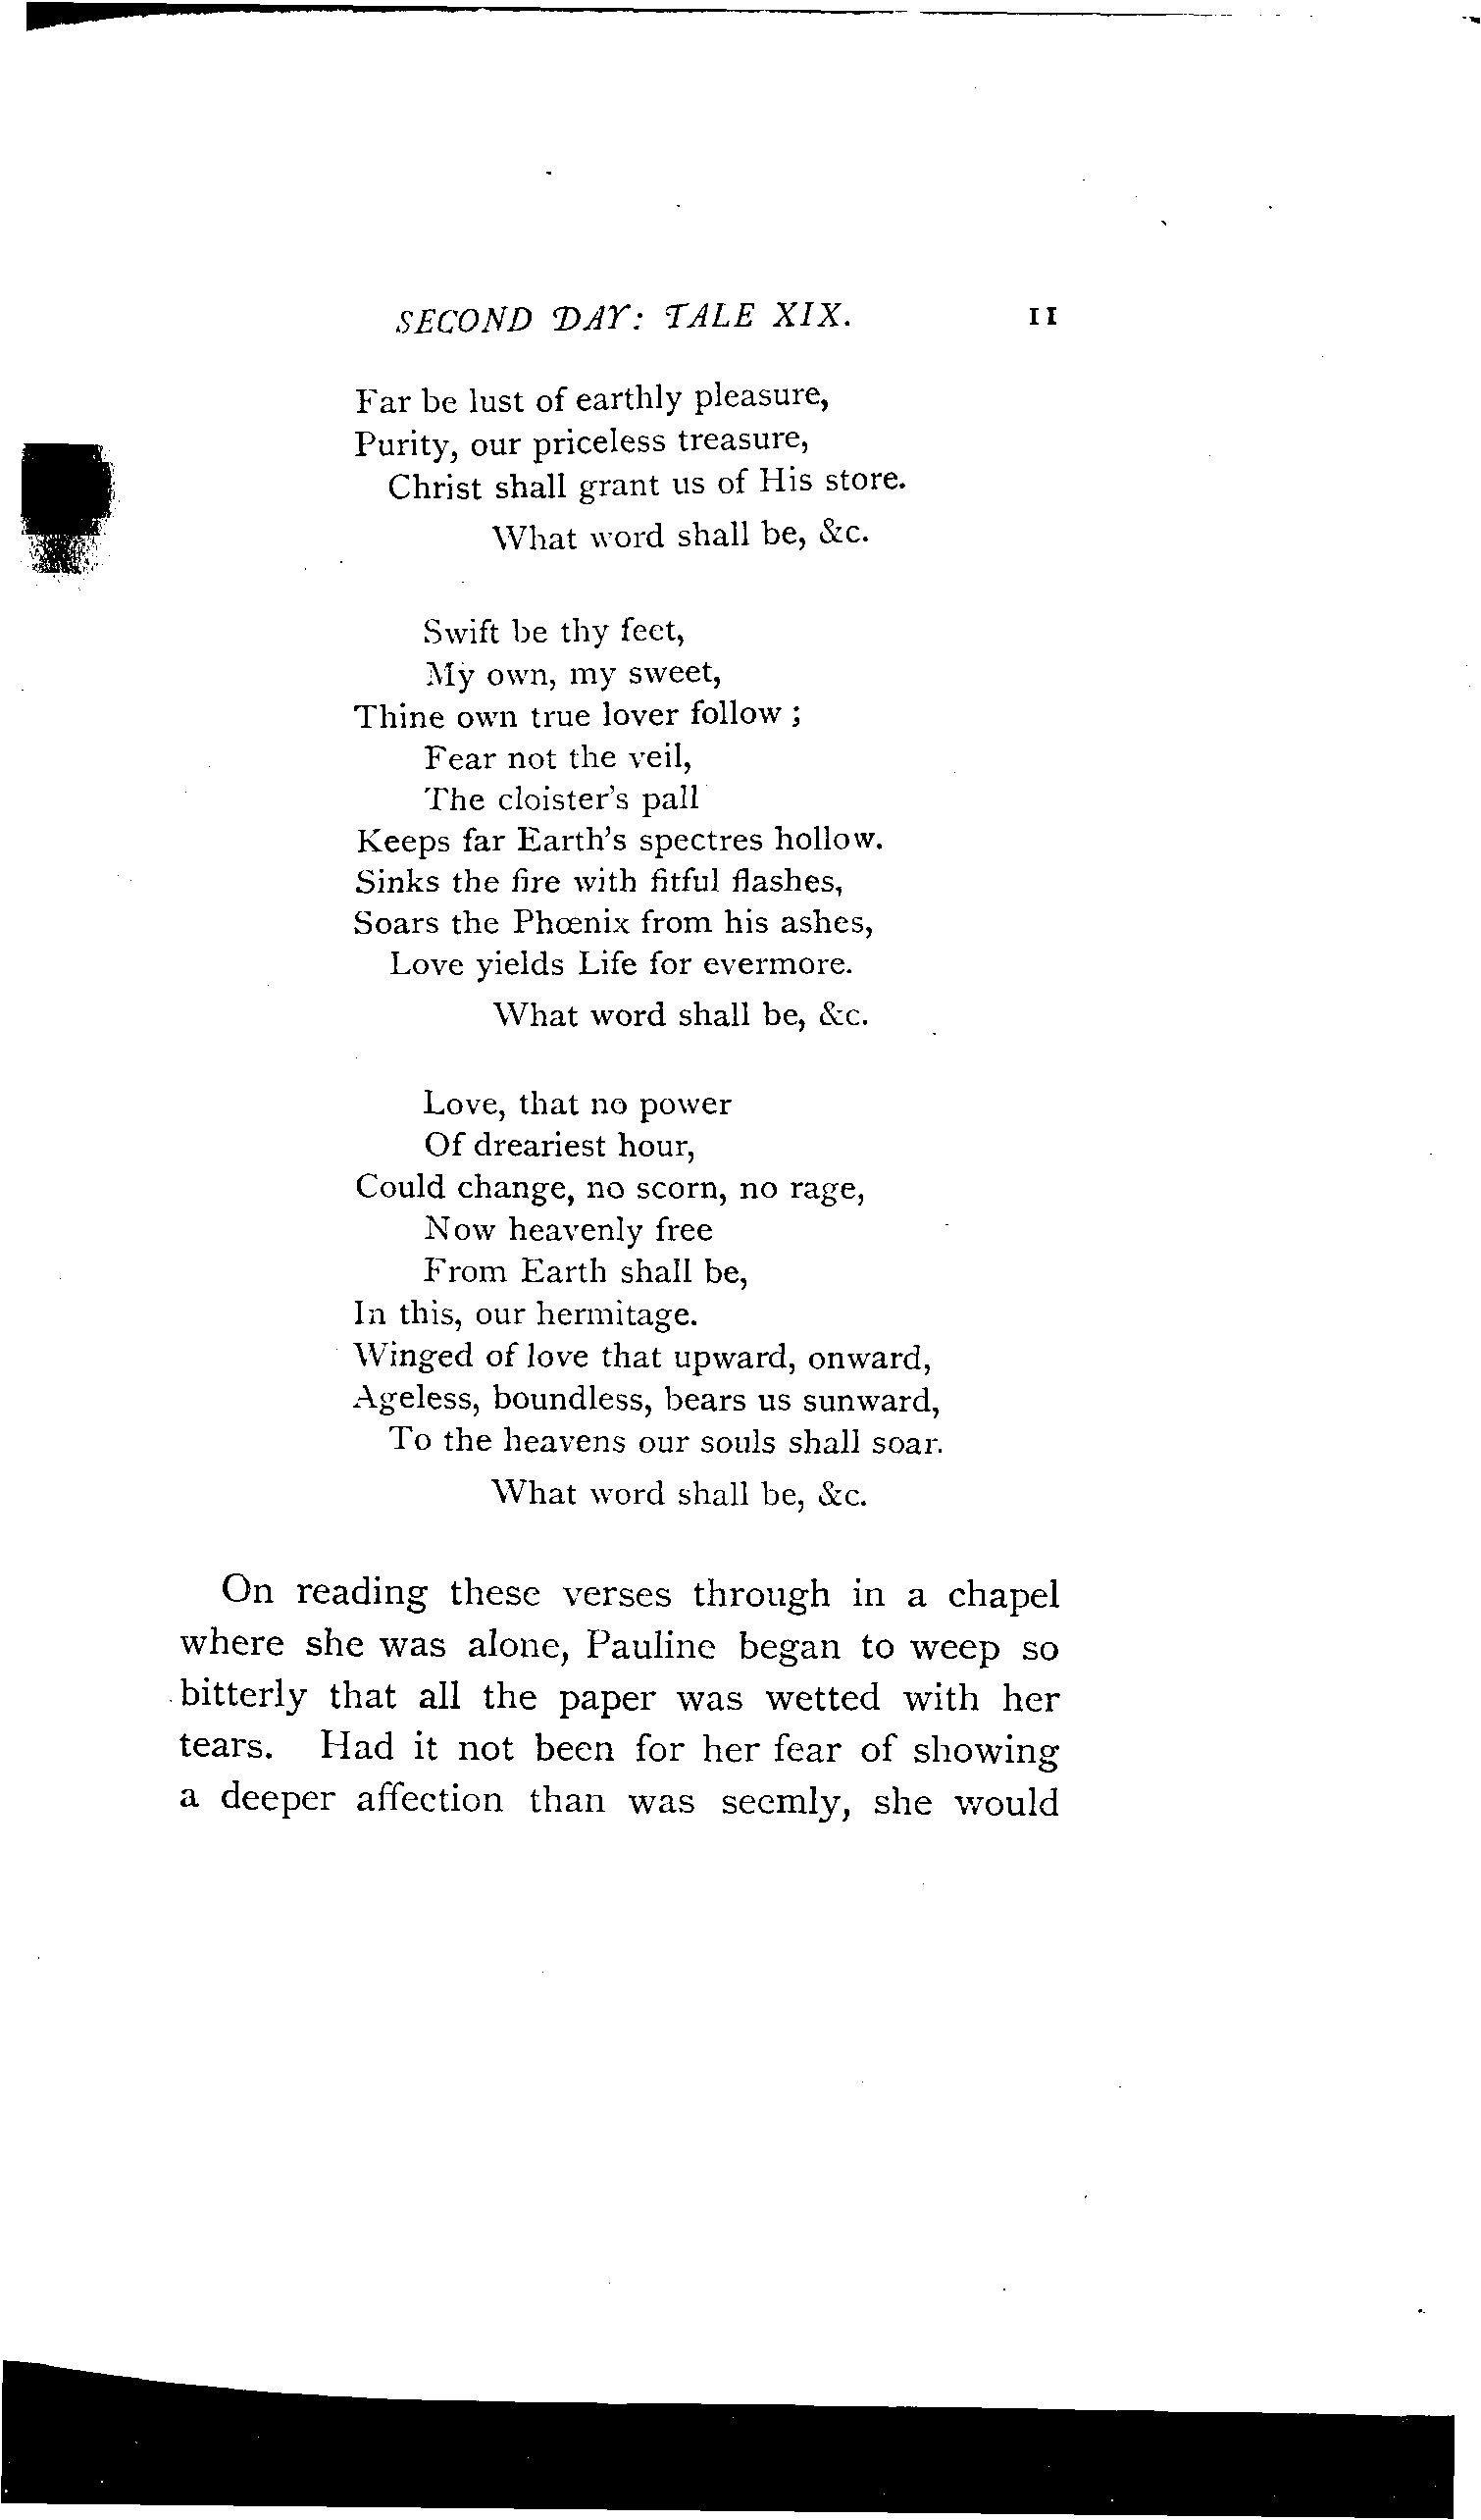 SECOND DAY: TALE XIX. 11
Far be lust of earthly pleasure,
Purity, our priceless treasure,
Christ shall grant us of His store.
What word shall be, &c.
Swift be thy feet,
My own, my sweet,
Thine own true lover follow ;
Fear not the veil,
The cloister's pall
Keeps far Earth's spectres hollow.
Sinks the fire with fitful flashes,
Soars the Phœnix from his ashes,
Love yields Life for evermore.
What word shall be, &c.
Love, that no power
Of dreariest hour,
Could change, no scorn, no rage,
Now heavenly free
From Earth shall be,
In this, our hermitage.
Winged of love that upward, onward,
Ageless, boundless, bears us sunward,
To the heavens our souls shall soar.
What word shall be, &c.
On reading these verses through in a chapel
where she was alone, Pauline began to weep so
bitterly that all the paper was wetted with her
tears. Had it not been for her fear of showing
a deeper affection than was seemly, she would